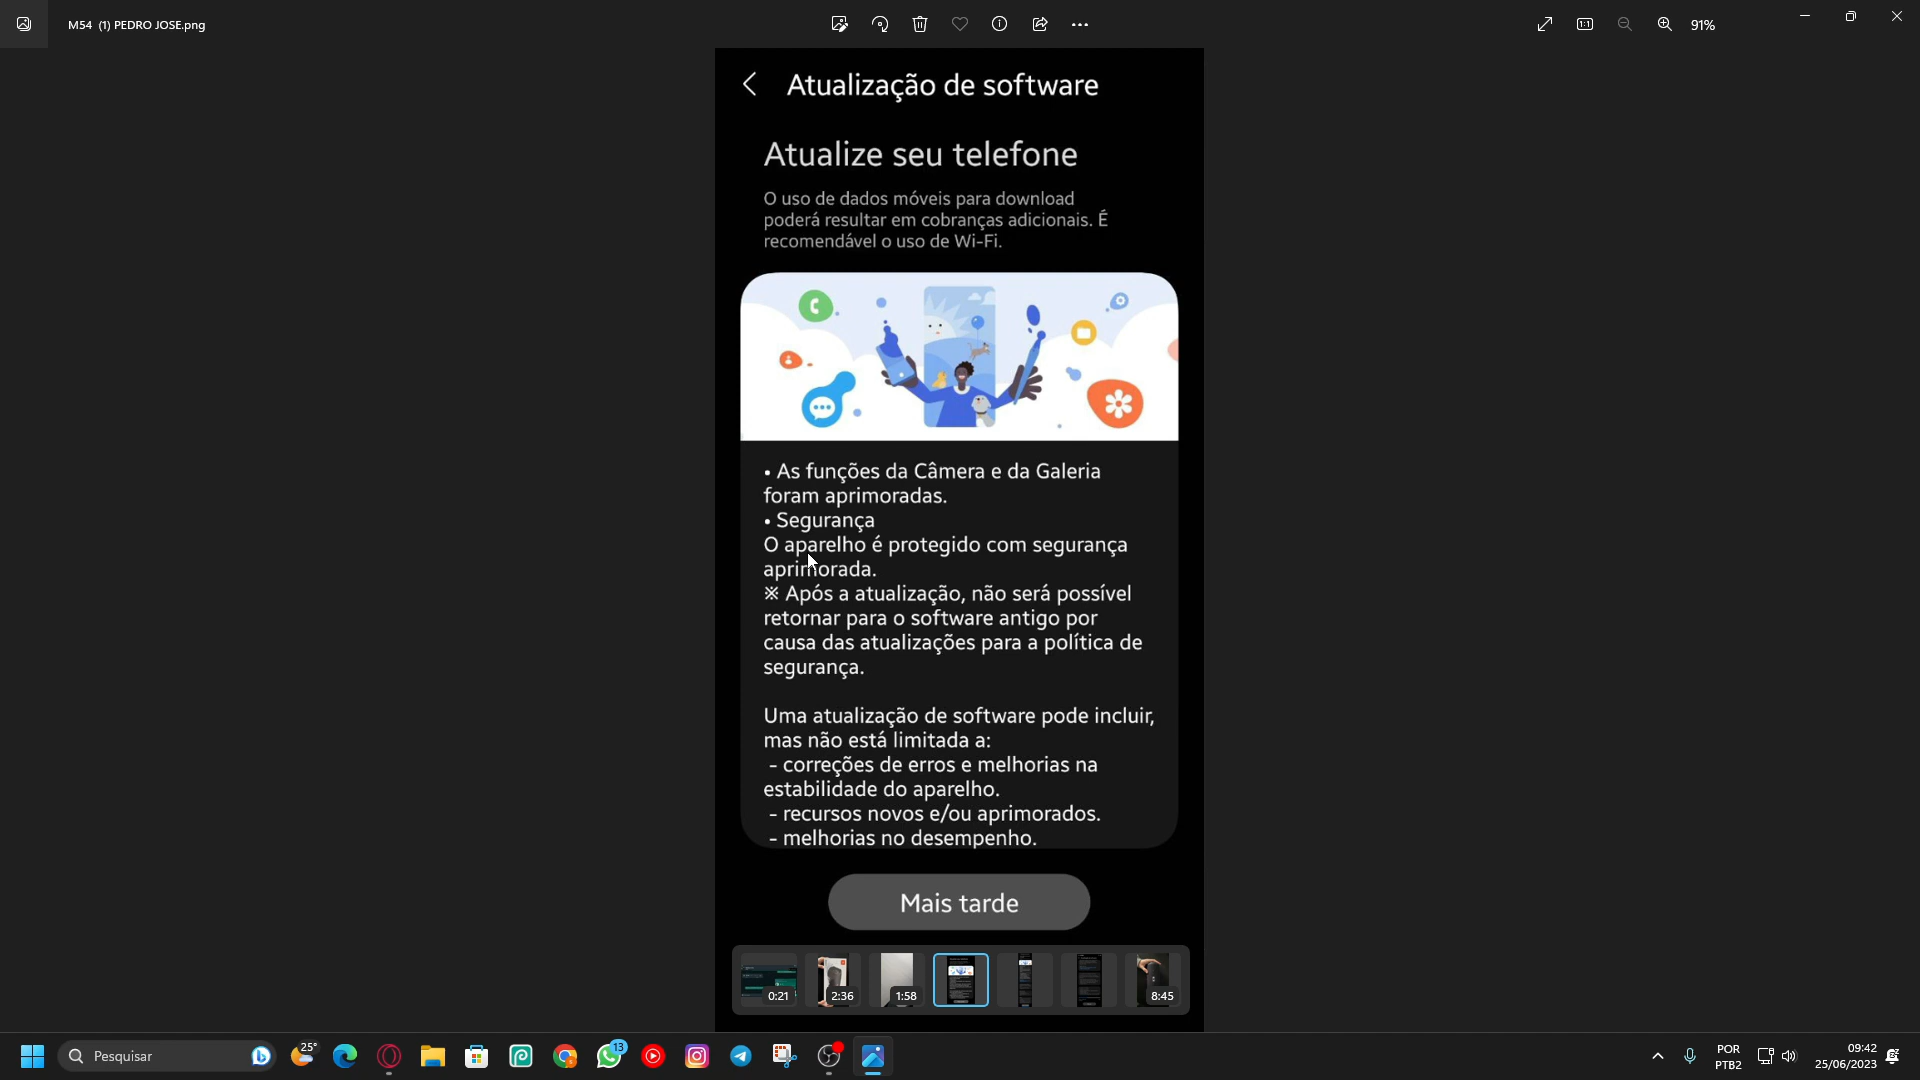 M54 (1) PEDRO JOSE.png
91%
Atualização de software
Atualize seu telefone
O uso de dados móveis para download
poderá resultar em cobranças adicionais. É
recomendável o uso de Wi-Fi.
• As funções da Câmera e da Galeria
foram aprimoradas.
• Segurança
O aparelho é protegido com segurança
aprimorada.
※ Após a atualização, não será possível
retornar para o software antigo por
causa das atualizações para a política de
segurança.
Uma atualização de software pode incluir,
mas não está limitada a:
- correções de erros e melhorias na
estabilidade do aparelho.
- recursos novos e/ou aprimorados.
- melhorias no desempenho.
Mais tarde
0:21 2:36 1:58 8:45
Pesquisar 25° 13 POR 09:42
PTB2 25/06/2023